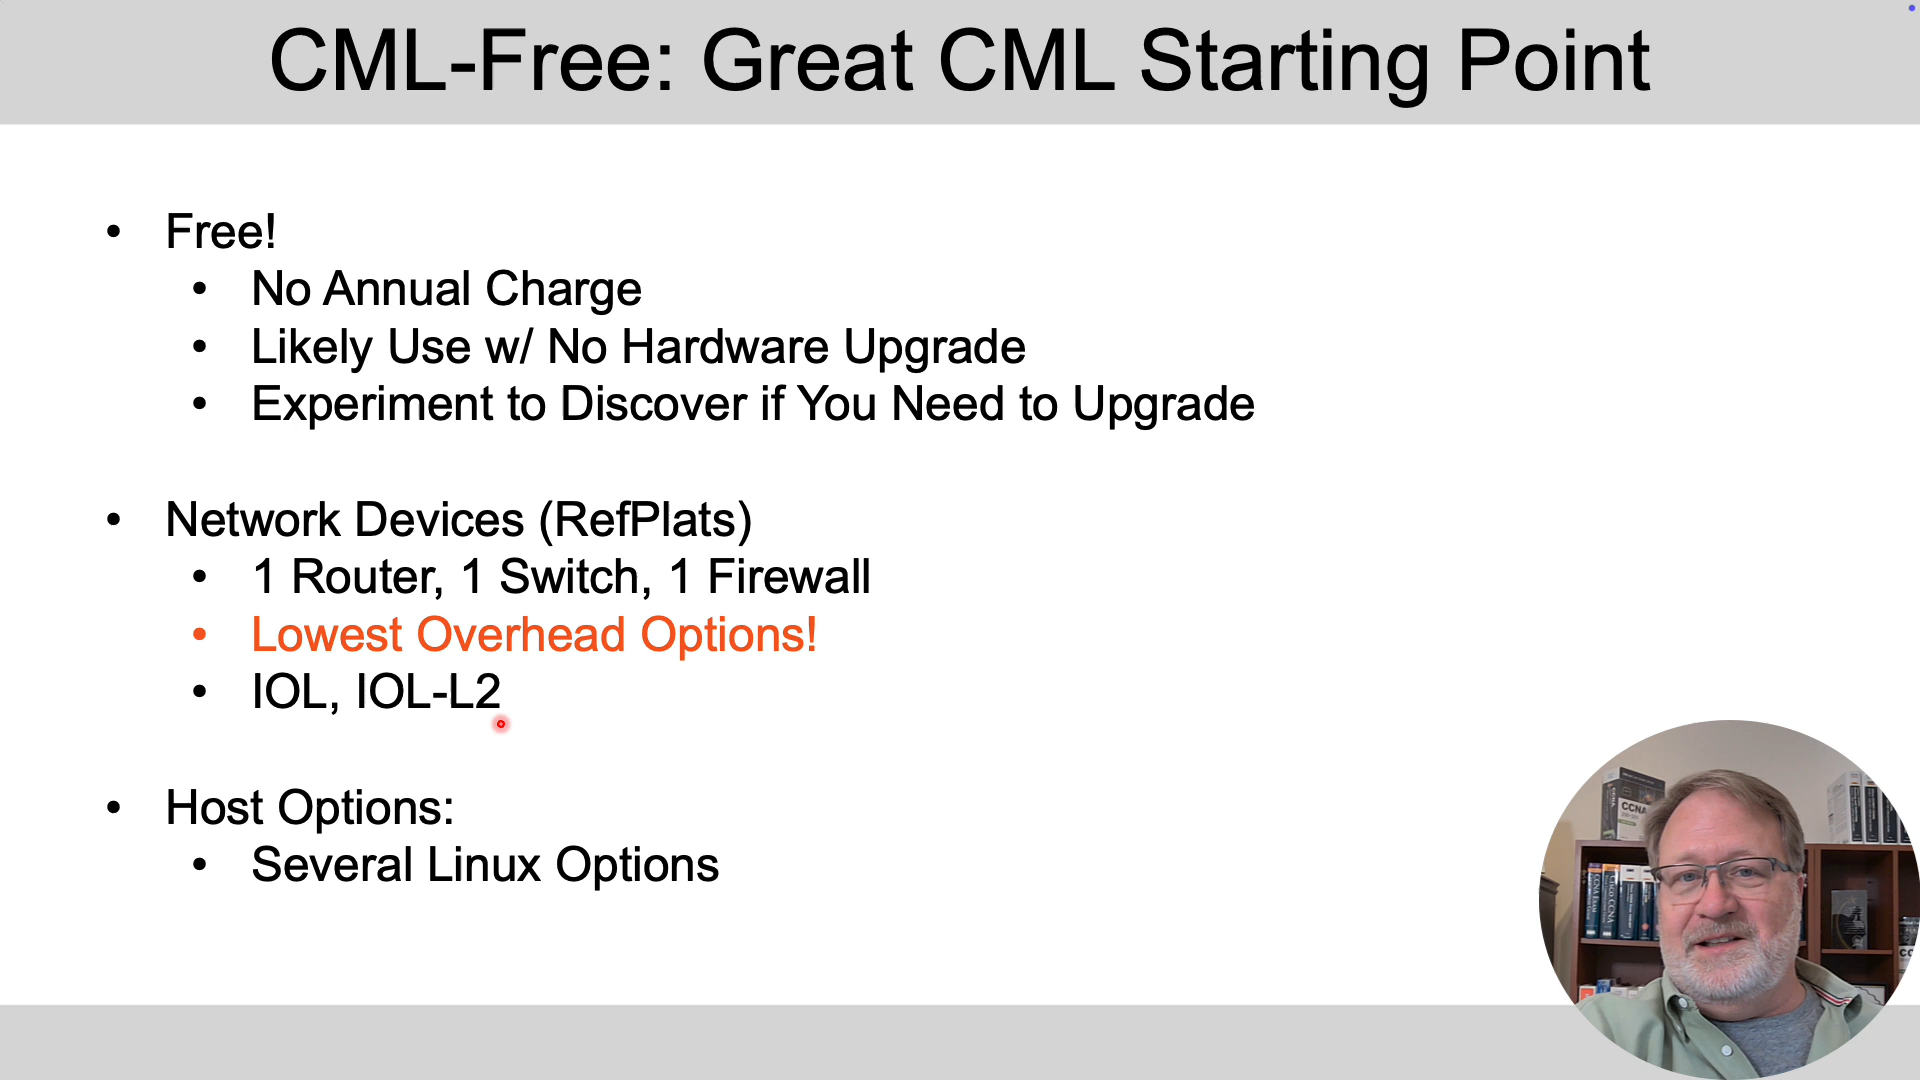 CML-Free: Great CML Starting Point
• Free!
• No Annual Charge
• Likely Use w/ No Hardware Upgrade
• Experiment to Discover if You Need to Upgrade
• Network Devices (RefPlats)
• 1 Router, 1 Switch, 1 Firewall
• Lowest Overhead Options!
• IOL, IOL-L2
• Host Options:
• Several Linux Options
CCNA